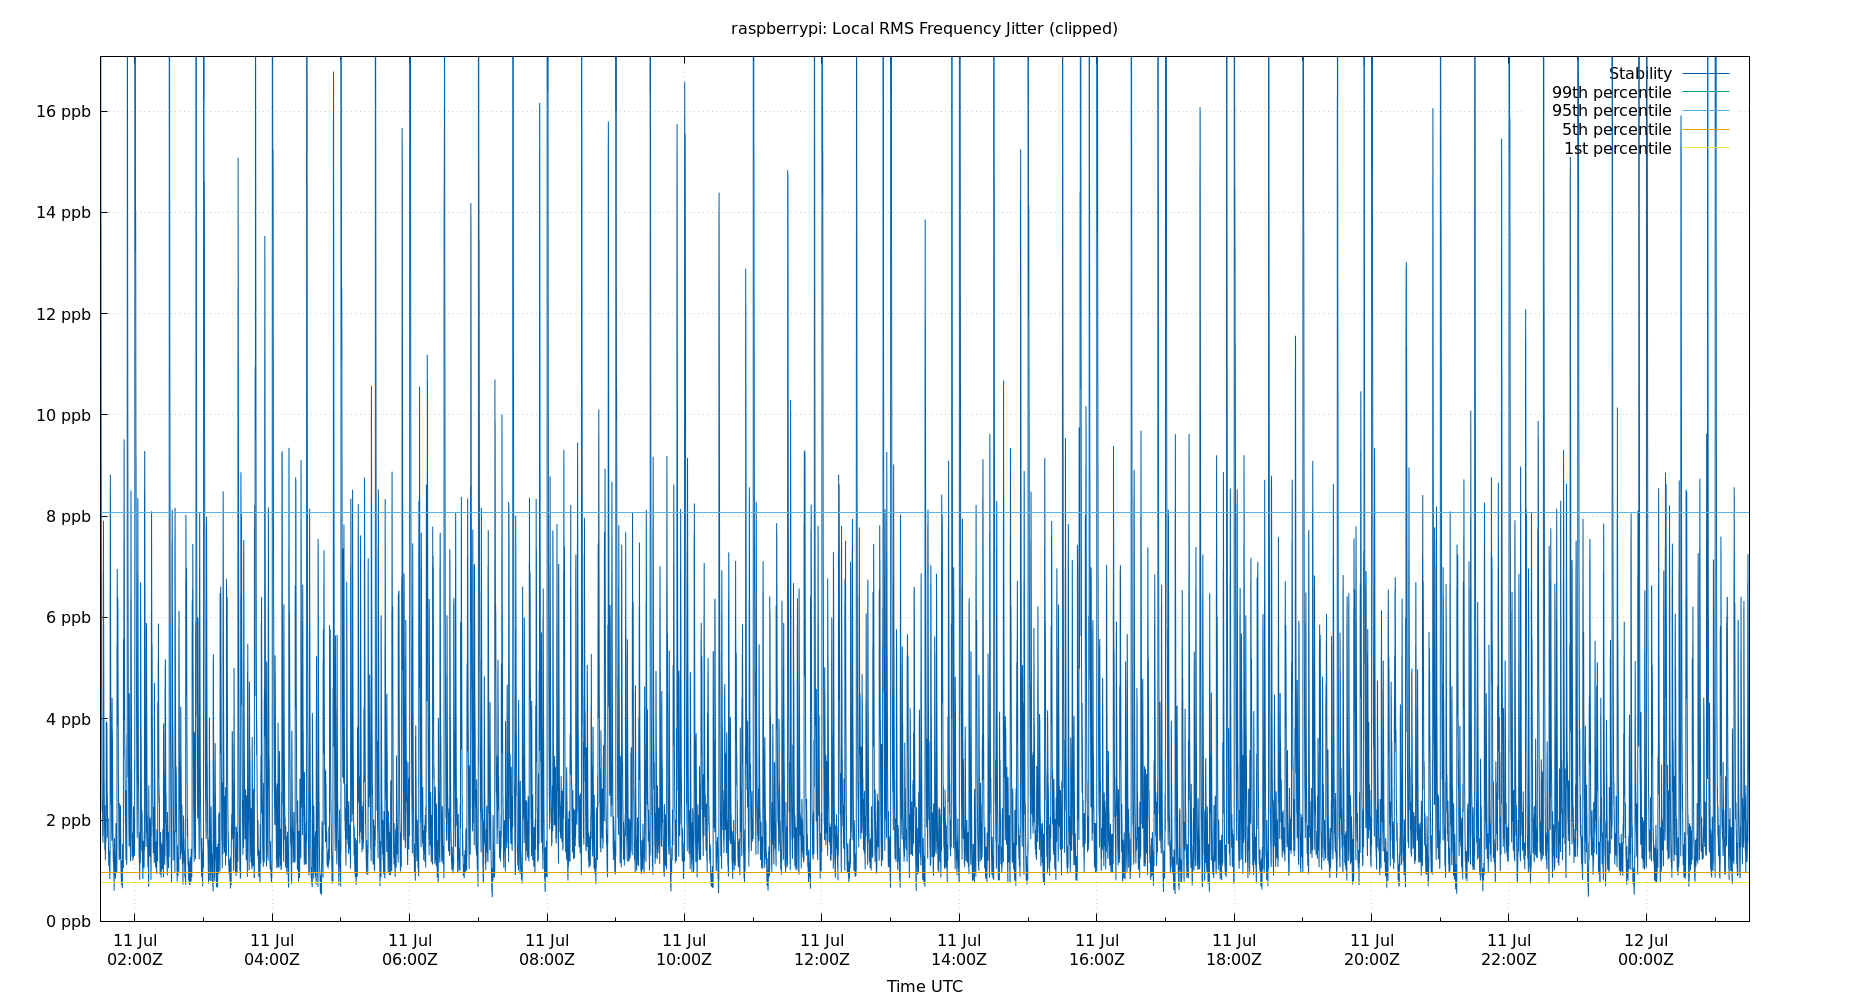 raspberrypi: Local RMS Frequency Jitter (clipped)
Stability
99th percentile
95th percentile
5th percentile
1st percentile
16 ppb
14 ppb
12 ppb
10 ppb
8 ppb
6 ppb
4 ppb
2 ppb
0 ppb
11 Jul 11 Jul 11 Jul 11 Jul 11 Jul 11 Jul 11 Jul 11 Jul 11 Jul 11 Jul 11 Jul 12 Jul
02:00Z 04:00Z 06:00Z 08:00Z 10:00Z 12:00Z 14:00Z 16:00Z 18:00Z 20:00Z 22:00Z 00:00Z
Time UTC